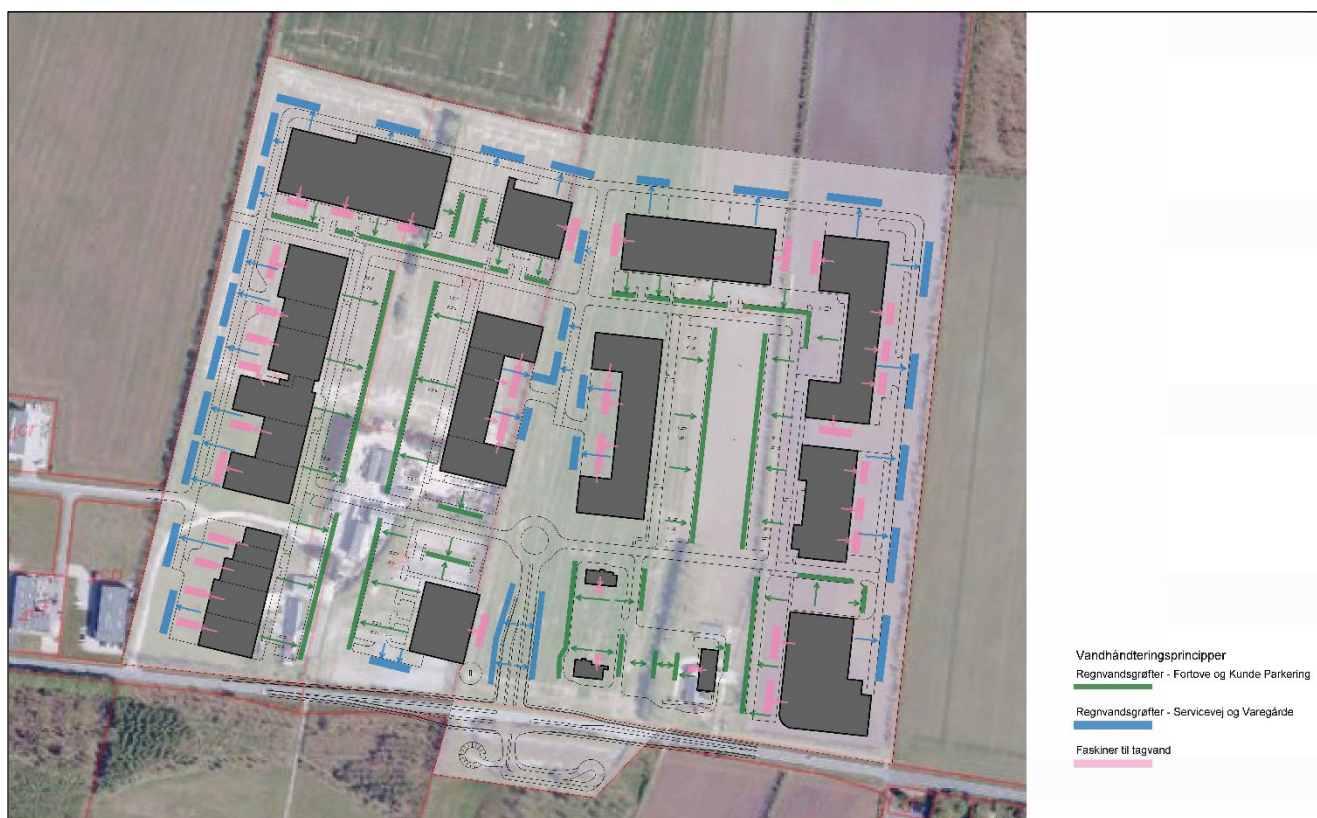 Vandhåndteringsprincipper
Regnvandsgrøfter - Fortove og Kunde Parkering
Regnvandsgrøfter - Servicevej og Varegårde
Faskiner til tagvand